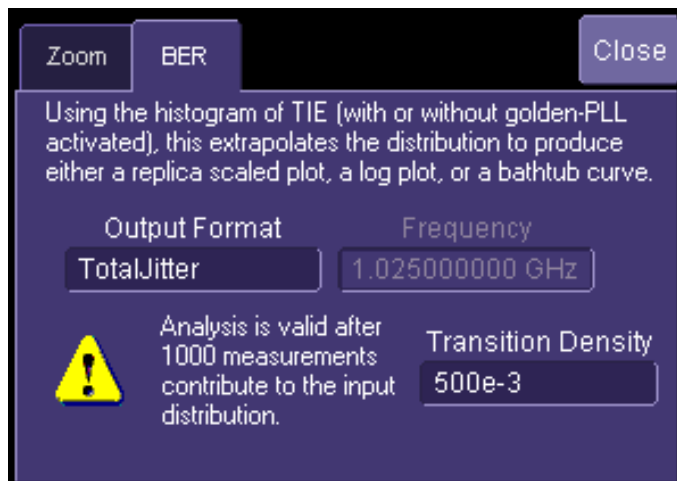 Zoom
BER
Close
Using the histogram of TIE (with or without golden-PLL
activated), this extrapolates the distribution to produce
either a replica scaled plot, a log plot, or a bathtub curve.
Output Format
Frequency
TotalJitter
1.025000000 GHz
Analysis is valid after
1000 measurements
contribute to the input
distribution.
Transition Density
500e-3